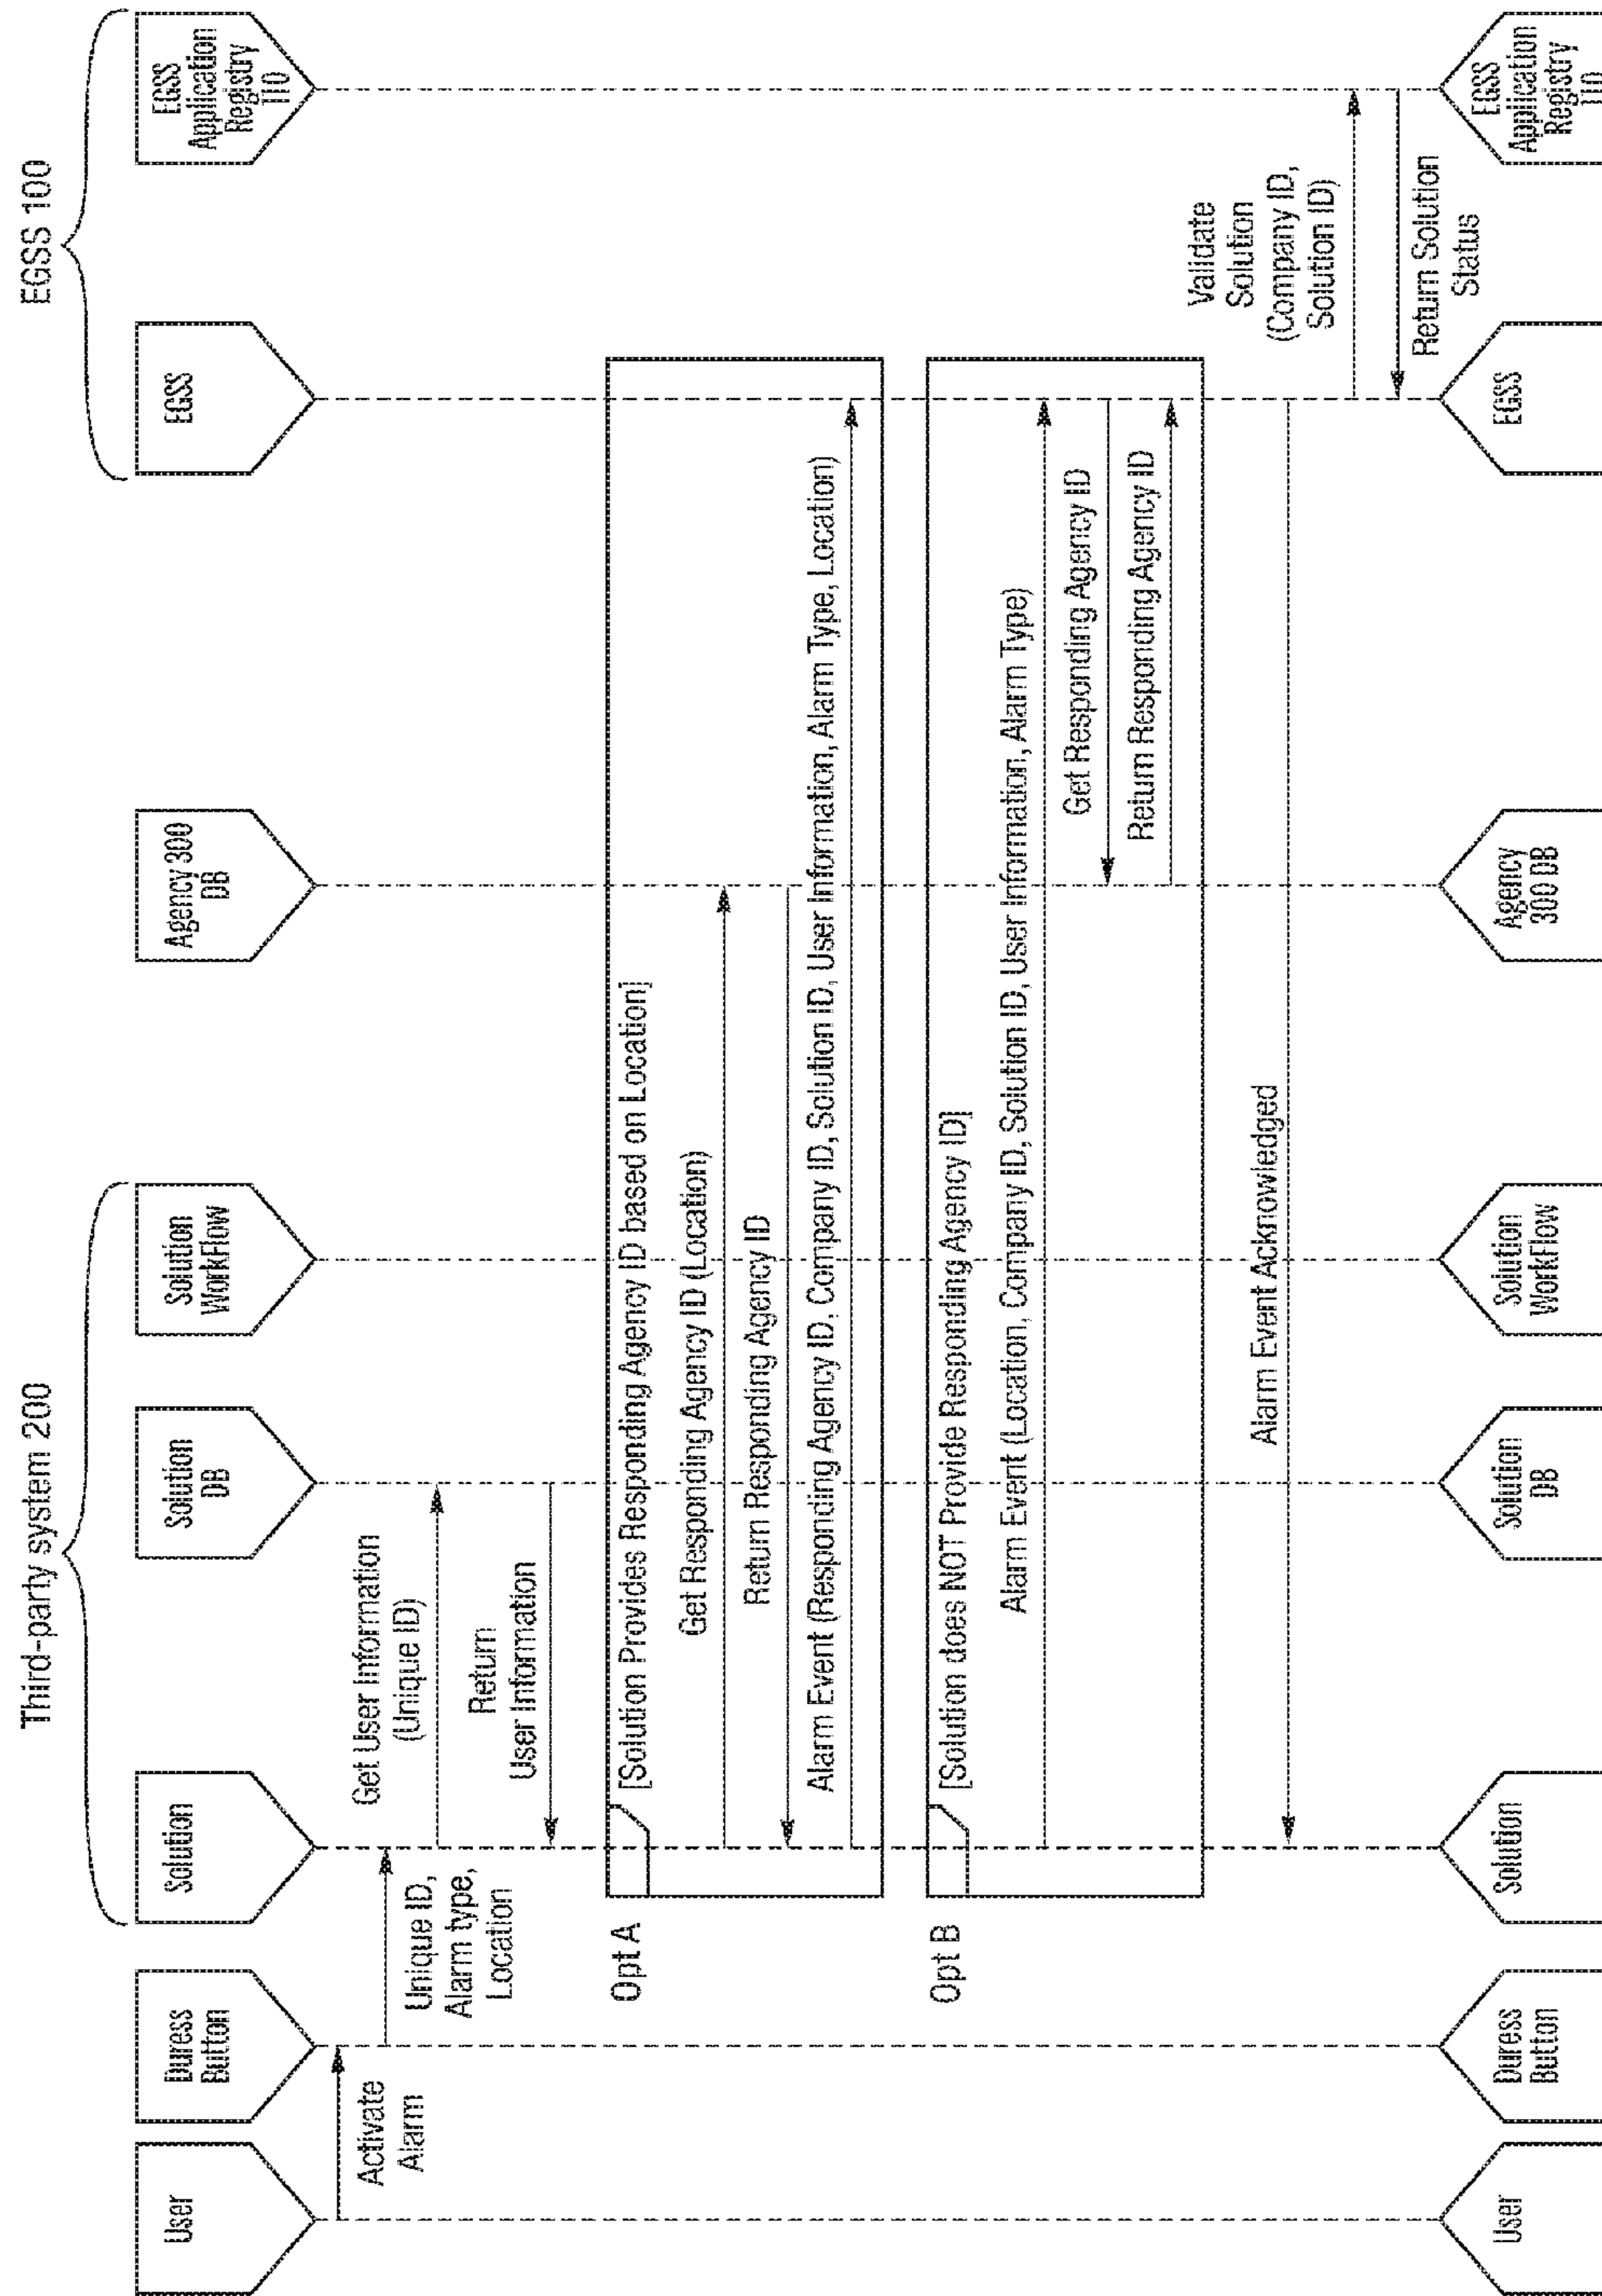 Third-party system 200
EGSS 100
User
Duress
Button
Solution
Solution
DB
Solution
WorkFlow
Agency 300
DB
EGSS
EGSS
Application
Registry
110
Activate
Alarm
Unique ID,
Alarm type,
Location
Get User Information
(Unique ID)
Return
User Information
Opt A
[Solution Provides Responding Agency ID based on Location]
Get Responding Agency ID (Location)
Return Responding Agency ID
Alarm Event (Responding Agency ID, Company ID, Solution ID, User Information, Alarm Type, Location)
Opt B
[Solution does NOT Provide Responding Agency ID]
Alarm Event (Location, Company ID, Solution ID, User Information, Alarm Type)
Get Responding Agency ID
Return Responding Agency ID
Alarm Event Acknowledged
Validate
Solution
(Company ID,
Solution ID)
Return Solution
Status
User
Duress
Button
Solution
Solution
DB
Solution
WorkFlow
Agency
300 DB
EGSS
EGSS
Application
Registry
110